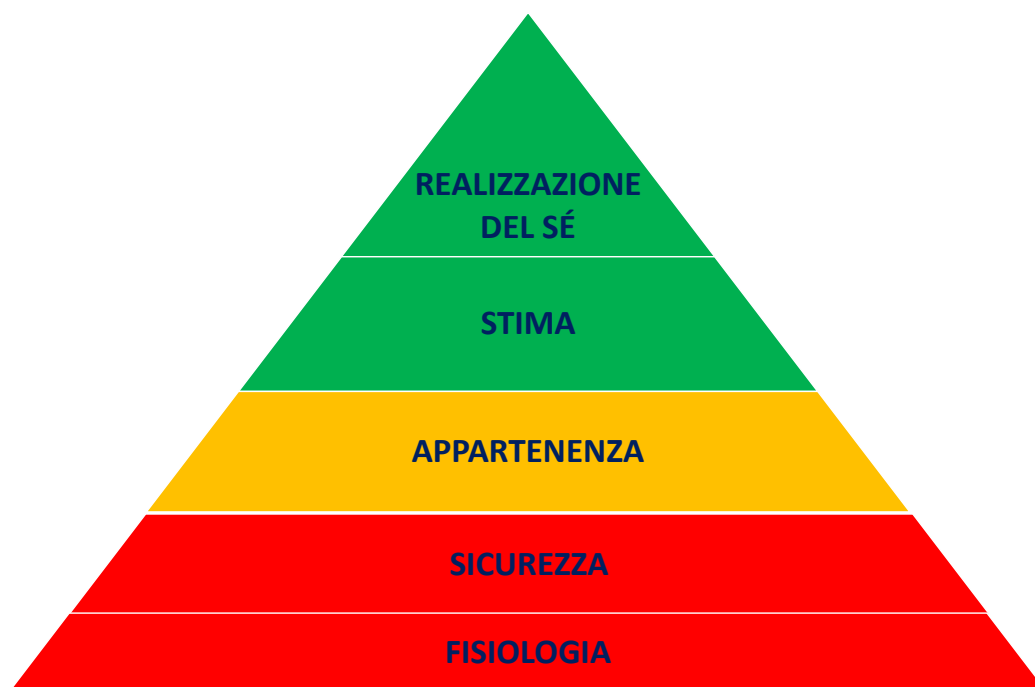 REALIZZAZIONE
DEL SÉ
STIMA
APPARTENENZA
SICUREZZA
FISIOLOGIA